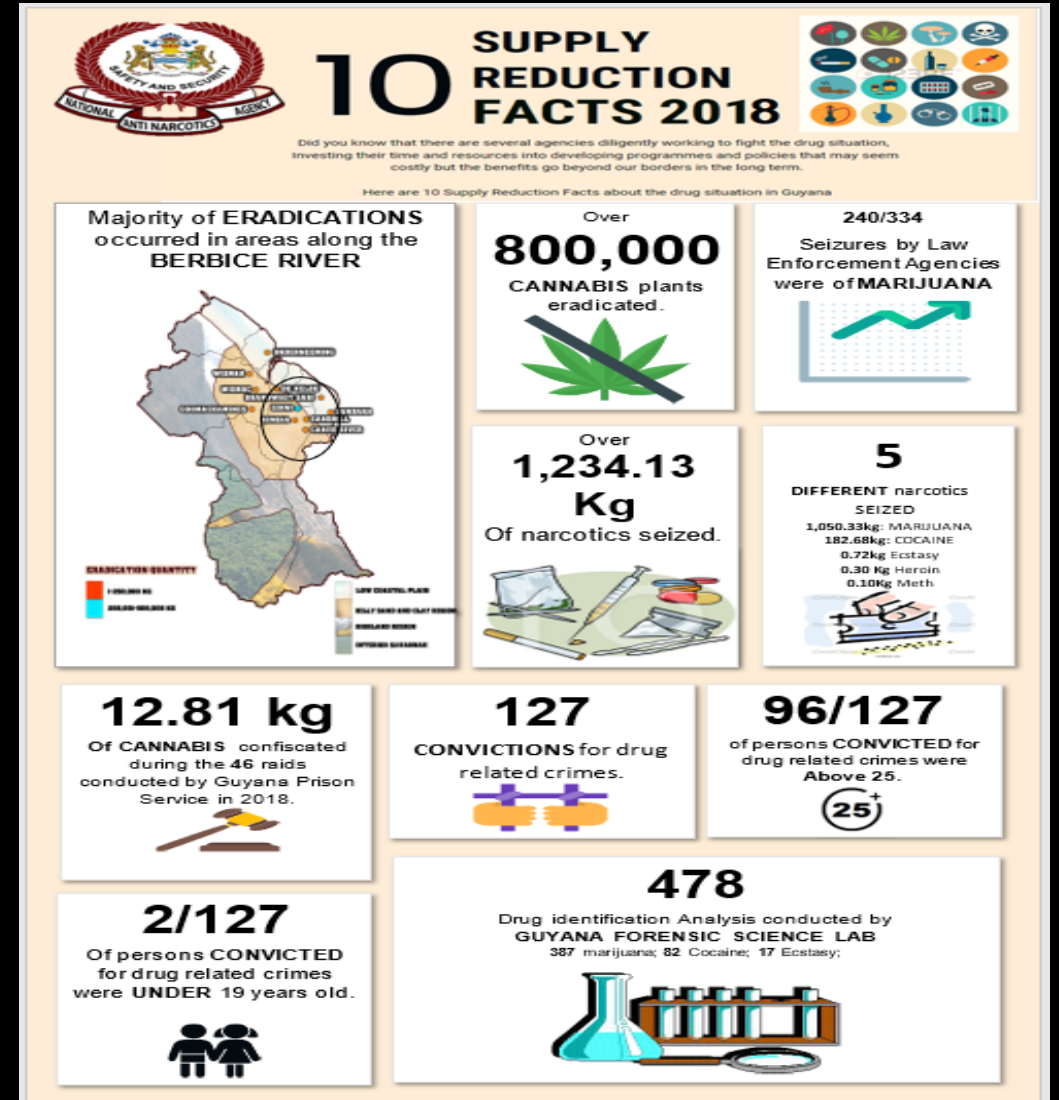 SAFETY AND SECURITY
NATIONAL
ANTI NARCOTICS
AGENCY
10
SUPPLY
REDUCTION
FACTS 2018
Did you know that there are several agencies diligently working to fight the drug situation,
Investing their time and resources into developing programmes and policies that may seem
costly but the benefits go beyond our borders in the long term.
Here are 10 Supply Reduction Facts about the drug situation in Guyana
Majority of ERADICATIONS
occurred in areas along the
BERBICE RIVER
ERADICATION QUANTITY
LOW COASTAL PLAIN
HILLY SAND AND CLAY REGION
HIGHLAND REGION
INTERIOR SAVANNAH
Over
800,000
CANNABIS plants
eradicated.
240/334
Seizures by Law
Enforcement Agencies
were of MARIJUANA
Over
1,234.13
Kg
Of narcotics seized.
5
DIFFERENT narcotics
SEIZED
1,050.33kg: MARIJUANA
182.68kg: COCAINE
0.72kg Ecstasy
0.30 Kg Heroin
0.10Kg Meth
12.81 kg
Of CANNABIS confiscated
during the 46 raids
conducted by Guyana Prison
Service in 2018.
127
CONVICTIONS for drug
related crimes.
96/127
of persons CONVICTED for
drug related crimes were
Above 25.
25+
2/127
Of persons CONVICTED
for drug related crimes
were UNDER 19 years old.
478
Drug identification Analysis conducted by
GUYANA FORENSIC SCIENCE LAB
387 marijuana; 82 Cocaine; 17 Ecstasy;